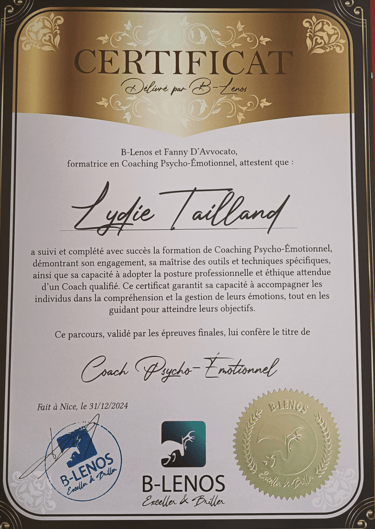 CERTIFICAT
Délivré par B-Lenos
B-Lenos et Fanny D'Avvocato,
formatrice en Coaching Psycho-Émotionnel, attestent que :
Lydie Tailland
a suivi et complété avec succès la formation de Coaching Psycho-Émotionnel,
démontrant son engagement, sa maîtrise des outils et techniques spécifiques,
ainsi que sa capacité à adopter la posture professionnelle et éthique attendue
d'un Coach qualifié. Ce certificat garantit sa capacité à accompagner les
individus dans la compréhension et la gestion de leurs émotions, tout en les
guidant pour atteindre leurs objectifs.
Ce parcours, validé par les épreuves finales, lui confère le titre de
Coach Psycho-Émotionnel
Fait à Nice, le 31/12/2024
B-LENOS
Exceller & Briller
B-LENOS
Exceller & Briller
B-LENOS
Exceller & Briller